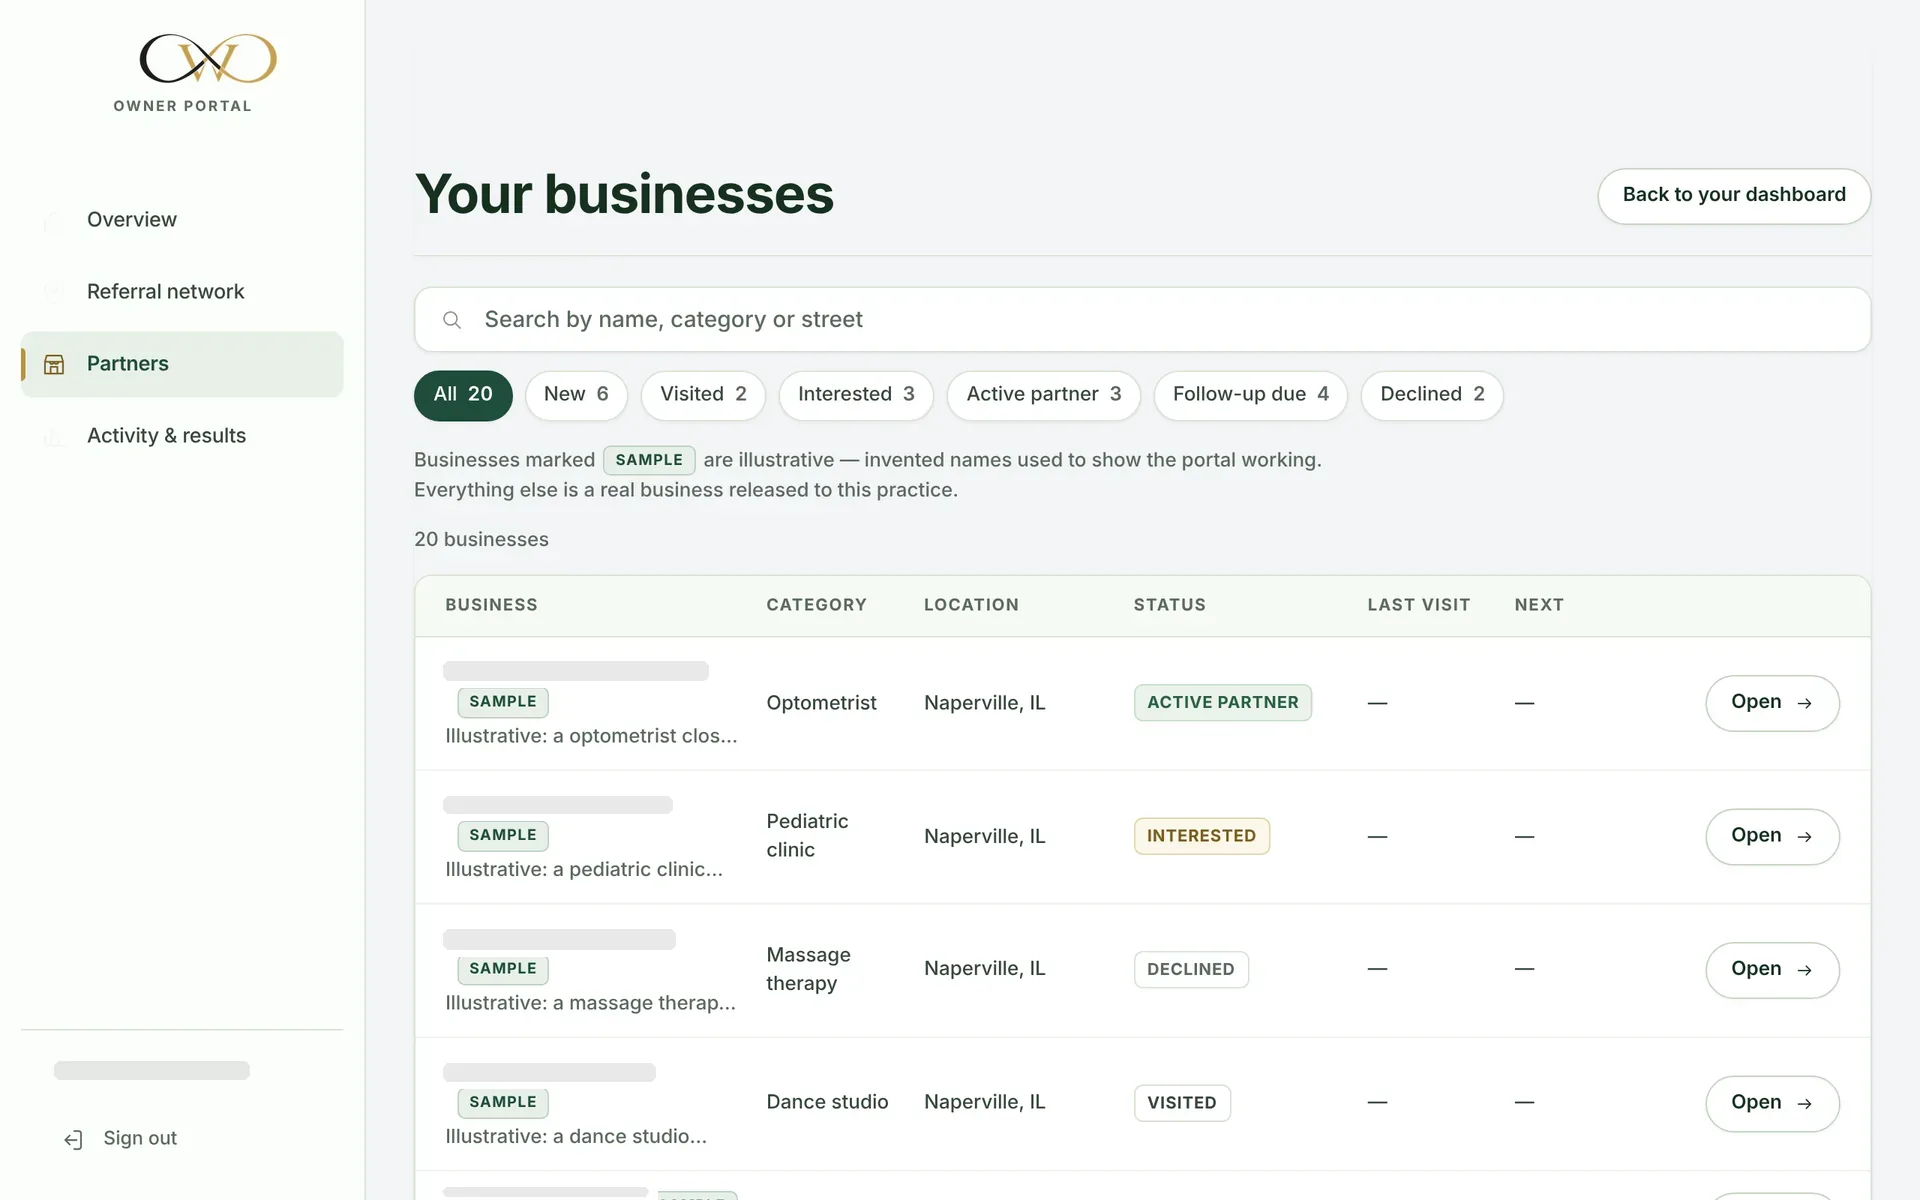 OWNER PORTAL
Overview
Referral network
Partners
Activity & results
Sign out
Your businesses
Back to your dashboard
Search by name, category or street
All 20
New 6
Visited 2
Interested 3
Active partner 3
Follow-up due 4
Declined 2
Businesses marked SAMPLE are illustrative — invented names used to show the portal working.
Everything else is a real business released to this practice.
20 businesses
BUSINESS CATEGORY LOCATION STATUS LAST VISIT NEXT
SAMPLE
Illustrative: a optometrist clos...
Optometrist
Naperville, IL
ACTIVE PARTNER
—
—
Open →
SAMPLE
Illustrative: a pediatric clinic...
Pediatric
clinic
Naperville, IL
INTERESTED
—
—
Open →
SAMPLE
Illustrative: a massage therap...
Massage
therapy
Naperville, IL
DECLINED
—
—
Open →
SAMPLE
Illustrative: a dance studio...
Dance studio
Naperville, IL
VISITED
—
—
Open →